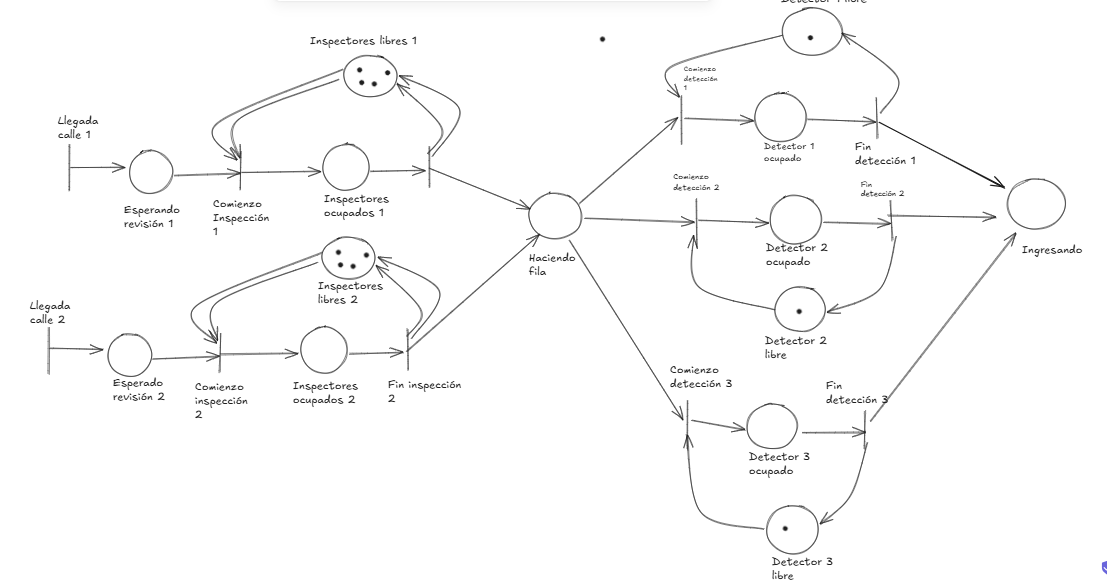 Detector 1 libre
Inspectores libres 1
Comienzo
detección
1
Llegada
calle 1
Detector 1
ocupado
Fin
detección 1
Esperando
revisión 1
Comienzo
Inspección
1
Inspectores
ocupados 1
Comienzo
detección 2
Fin
detección 2
Detector 2
ocupado
Haciendo
fila
Ingresando
Inspectores
libres 2
Llegada
calle 2
Detector 2
libre
Esperado
revisión 2
Comienzo
inspección
2
Inspectores
ocupados 2
Fin inspección
2
Comienzo
detección 3
Fin
detección 3
Detector 3
ocupado
Detector 3
libre